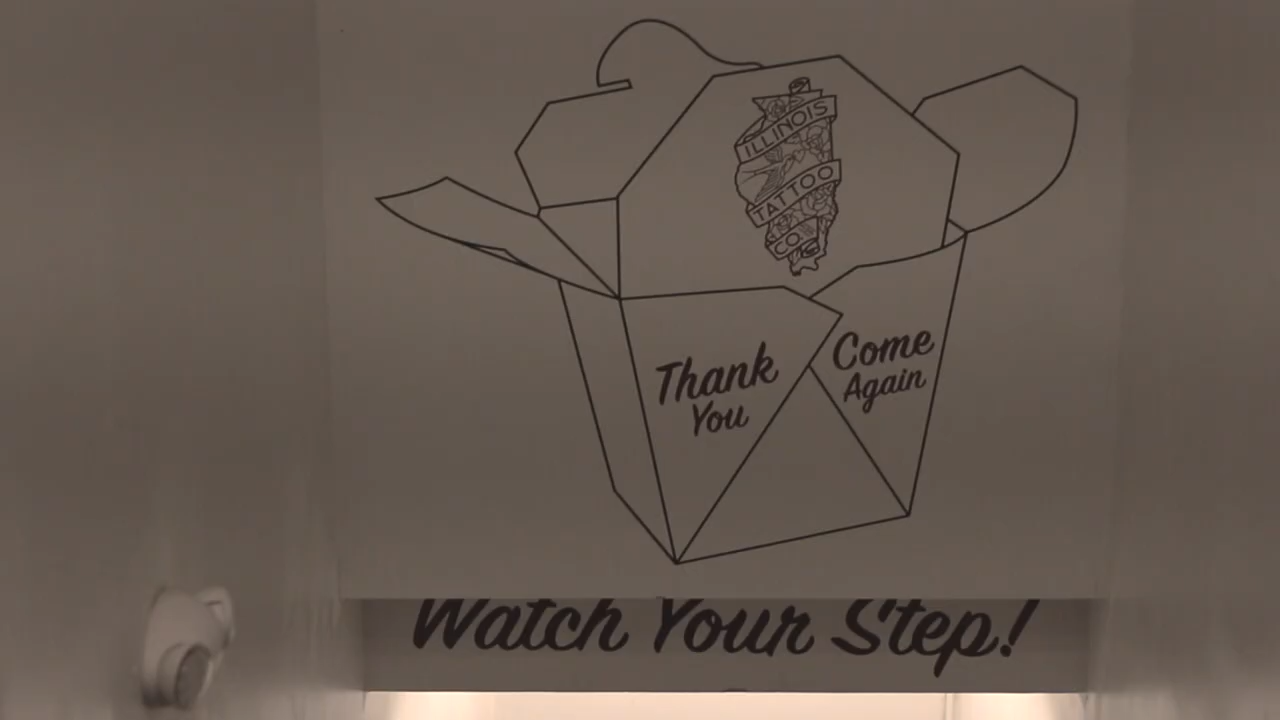 ILLINOIS
TATTOO
CO.
Thank
You
Come
Again
Watch Your Step!